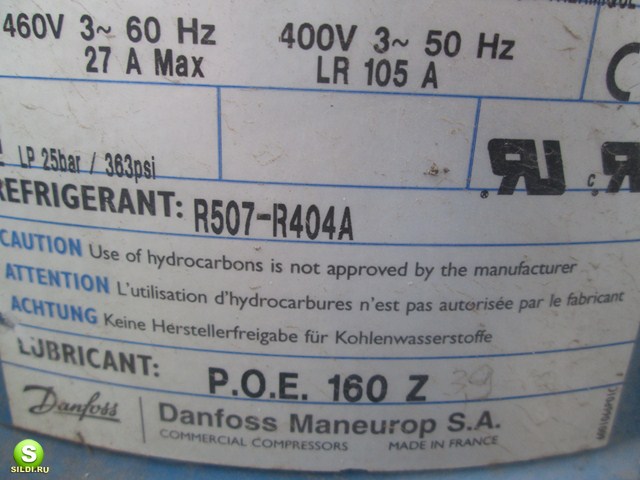 460V 3~ 60 Hz 400V 3~ 50 Hz
27 A Max LR 105 A
LP 25bar / 363psi
REFRIGERANT: R507-R404A
CAUTION Use of hydrocarbons is not approved by the manufacturer
ATTENTION L'utilisation d'hydrocarbures n'est pas autorisée par le fabricant
ACHTUNG Keine Herstellerfreigabe für Kohlenwasserstoffe
LUBRICANT: P.O.E. 160 Z 39
Danfoss Danfoss Maneurop S.A.
COMMERCIAL COMPRESSORS MADE IN FRANCE
S
SILDI.RU